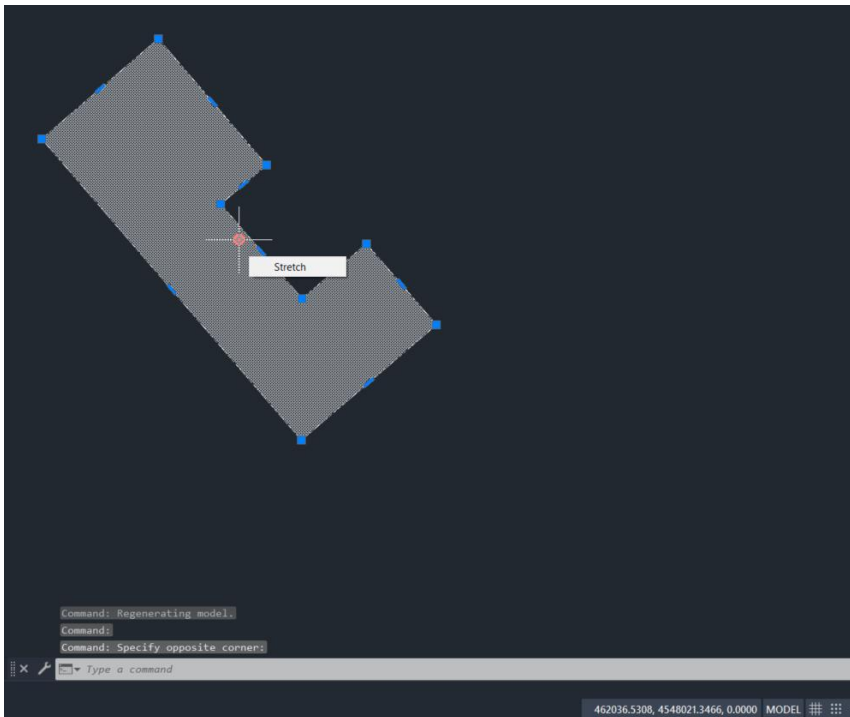 Stretch
Command: Regenerating model.
Command:
Command: Specify opposite corner:
Type a command
462036.5308, 4548021.3466, 0.0000 MODEL